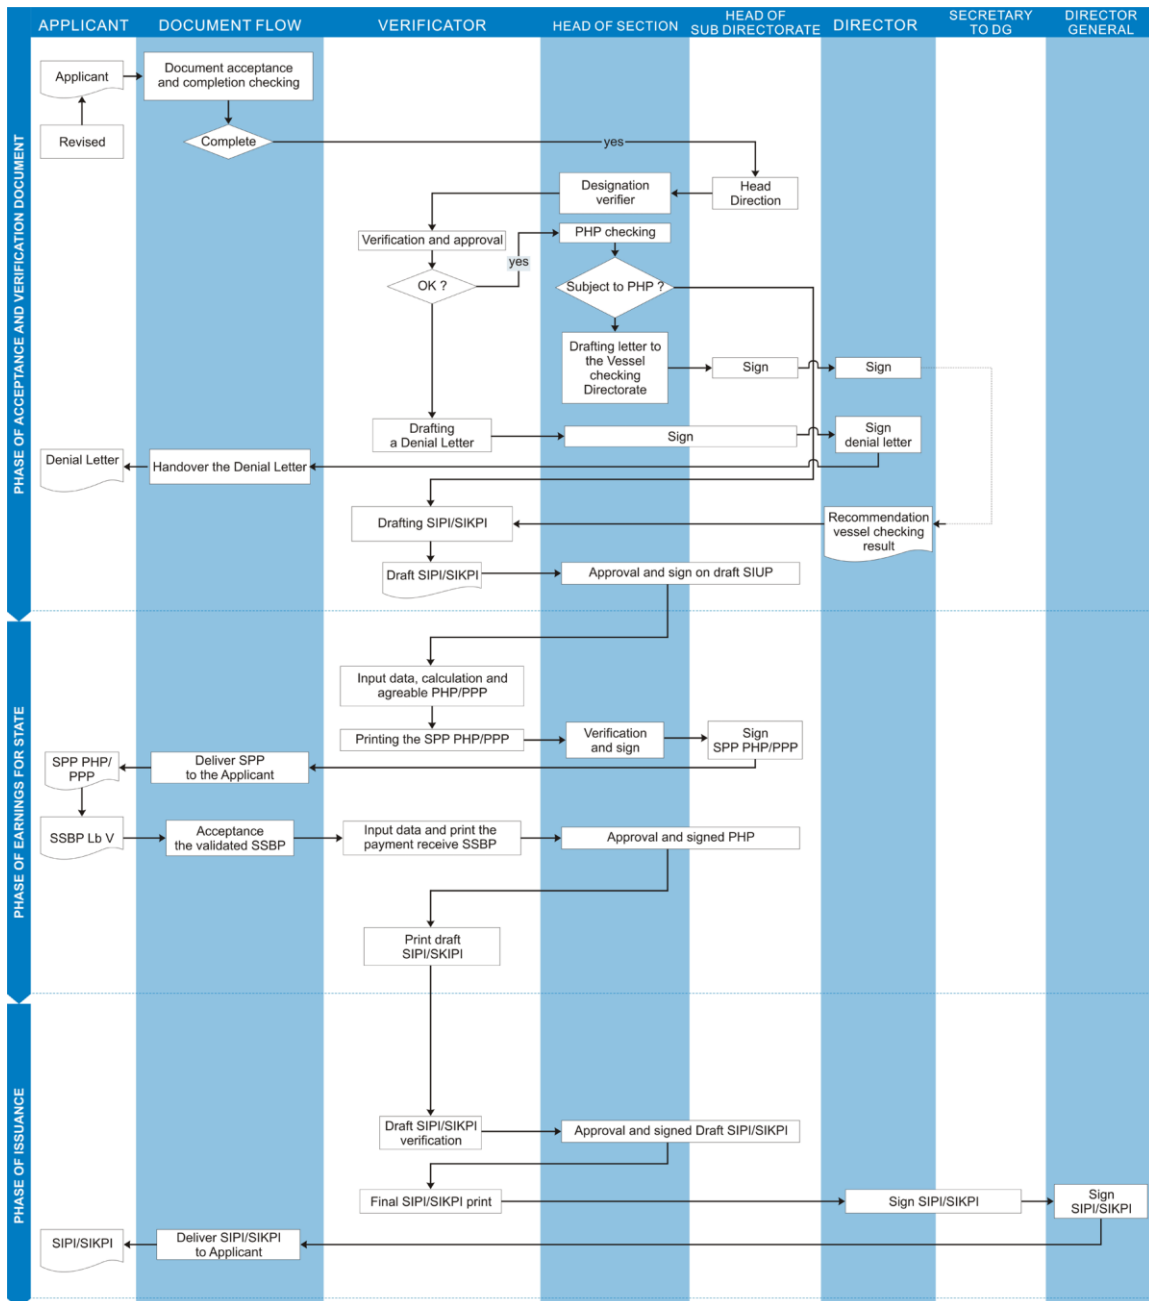 APPLICANT
DOCUMENT FLOW
VERIFICATOR
HEAD OF SECTION
HEAD OF
SUB DIRECTORATE
DIRECTOR
SECRETARY
TO DG
DIRECTOR
GENERAL
PHASE OF ACCEPTANCE AND VERIFICATION DOCUMENT
Applicant
Document acceptance
and completion checking
Revised
Complete
yes
Designation
verifier
Head
Direction
Verification and approval
yes
PHP checking
OK ?
Subject to PHP ?
Drafting letter to
the Vessel
checking
Directorate
Sign
Sign
Drafting
a Denial Letter
Sign
Sign
denial letter
Denial Letter
Handover the Denial Letter
Drafting SIPI/SIKPI
Recommendation
vessel checking
result
Draft SIPI/SIKPI
Approval and sign on draft SIUP
PHASE OF EARNINGS FOR STATE
Input data, calculation and
agreable PHP/PPP
Printing the SPP PHP/PPP
Verification
and sign
Sign
SPP PHP/PPP
SPP PHP/
PPP
Deliver SPP
to the Applicant
SSBP Lb V
Acceptance
the validated SSBP
Input data and print the
payment receive SSBP
Approval and signed PHP
Print draft
SIPI/SKIPI
PHASE OF ISSUANCE
Draft SIPI/SIKPI
verification
Approval and signed Draft SIPI/SIKPI
Final SIPI/SIKPI print
Sign SIPI/SIKPI
Sign
SIPI/SIKPI
SIPI/SIKPI
Deliver SIPI/SIKPI
to Applicant